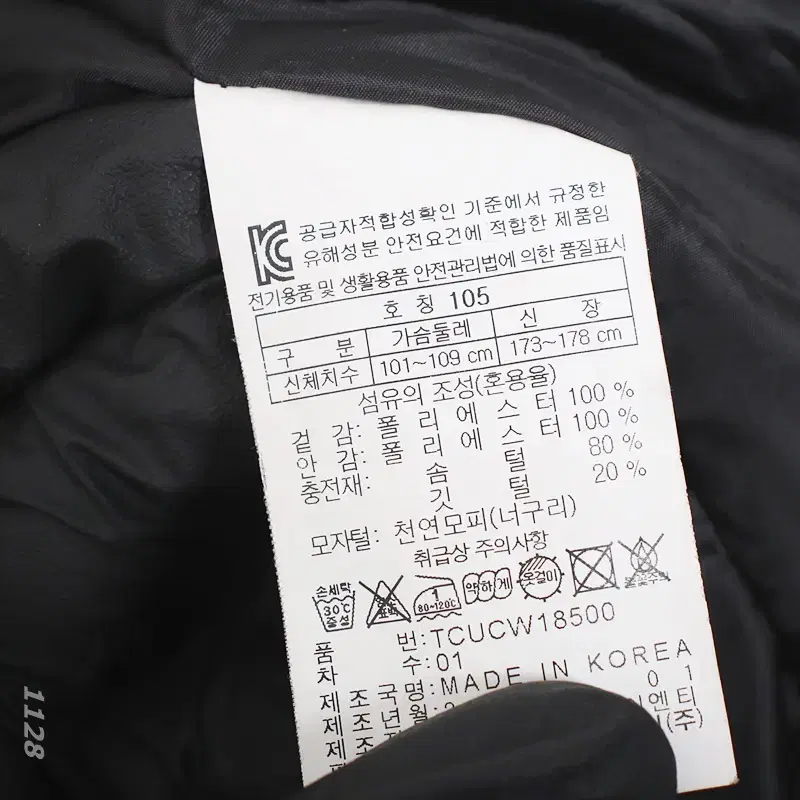 공급자적합성확인 기준에서 규정한
유해성분 안전요건에 적합한 제품임
전기용품 및 생활용품 안전관리법에 의한 품질표시
호 칭 105
구 분 가슴둘레 신 장
신체치수 101~109 cm 173~178 cm
섬유의 조성(혼용율)
겉 감: 폴 리 에 스 터 100 %
안 감: 폴 리 에 스 터 100 %
충전재: 솜 털 80 %
깃 털 20 %
모자털: 천연모피(너구리)
취급상 주의사항
손세탁 30℃ 중성 1 80~120℃ 약하게 옷걸이
품 번:TCUCW18500
차 수:01
제 조 국 명:MADE IN KOREA
제 조 년 월: 0 1
제 조 엔 티
(주)
1128